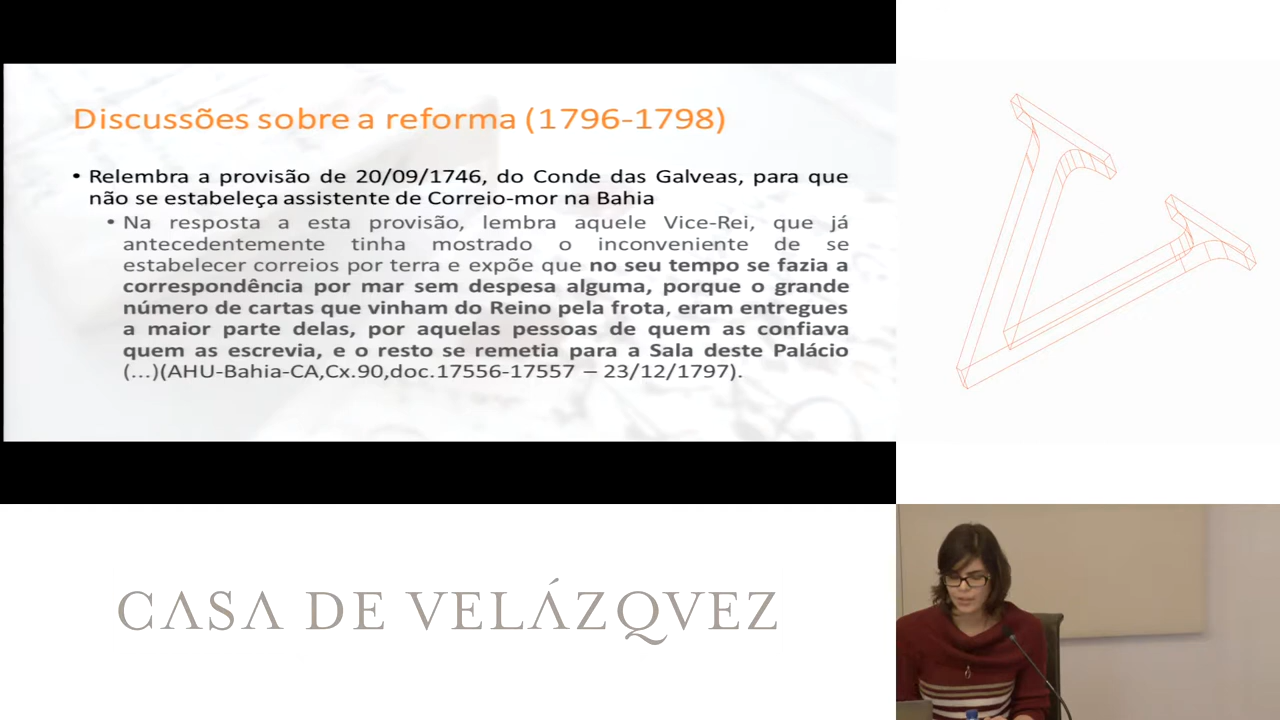 Discussões sobre a reforma (1796-1798)
• Relembra a provisão de 20/09/1746, do Conde das Galveas, para que
não se estabeleça assistente de Correio-mor na Bahia
• Na resposta a esta provisão, lembra aquele Vice-Rei, que já
antecedentemente tinha mostrado o inconveniente de se
estabelecer correios por terra e expõe que no seu tempo se fazia a
correspondência por mar sem despesa alguma, porque o grande
número de cartas que vinham do Reino pela frota, eram entregues
a maior parte delas, por aquelas pessoas de quem as confiava
quem as escrevia, e o resto se remetia para a Sala deste Palácio
(...)(AHU-Bahia-CA,Cx.90,doc.17556-17557 – 23/12/1797).
CASA DE VELÁZQVEZ